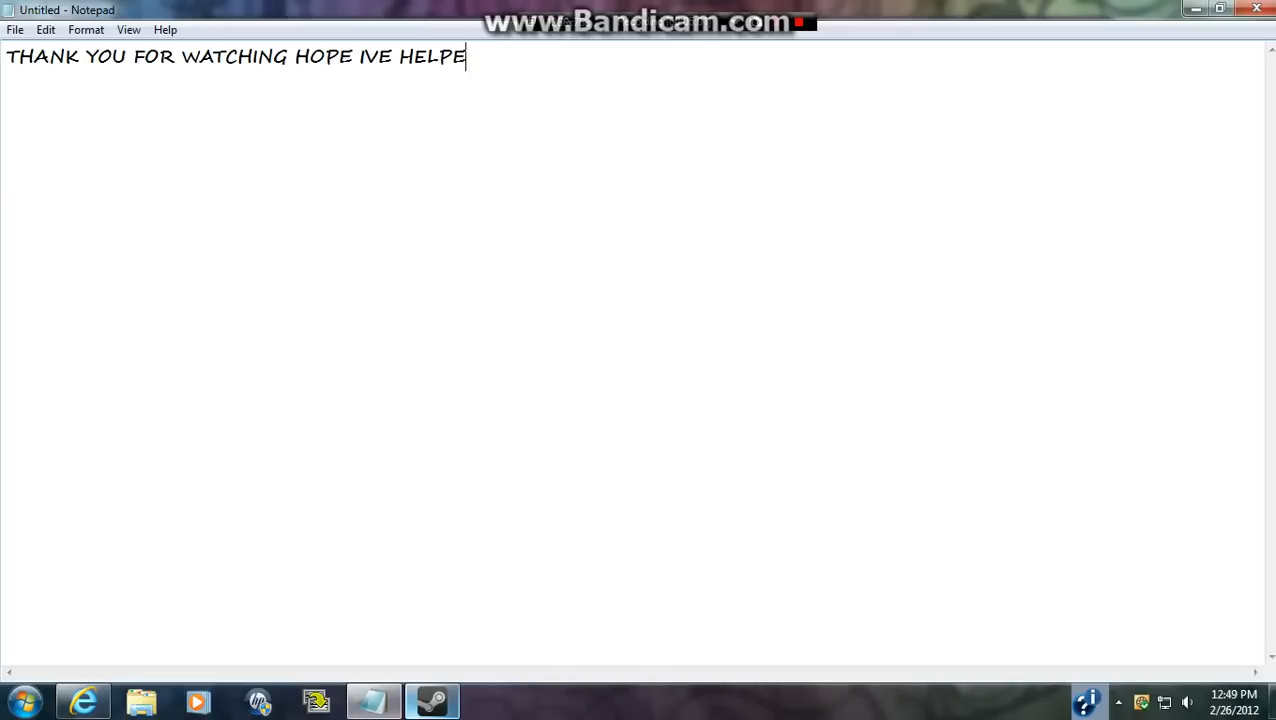 Untitled - Notepad
www.Bandicam.com
File Edit Format View Help
THANK YOU FOR WATCHING HOPE IVE HELPE
12:49 PM
2/26/2012